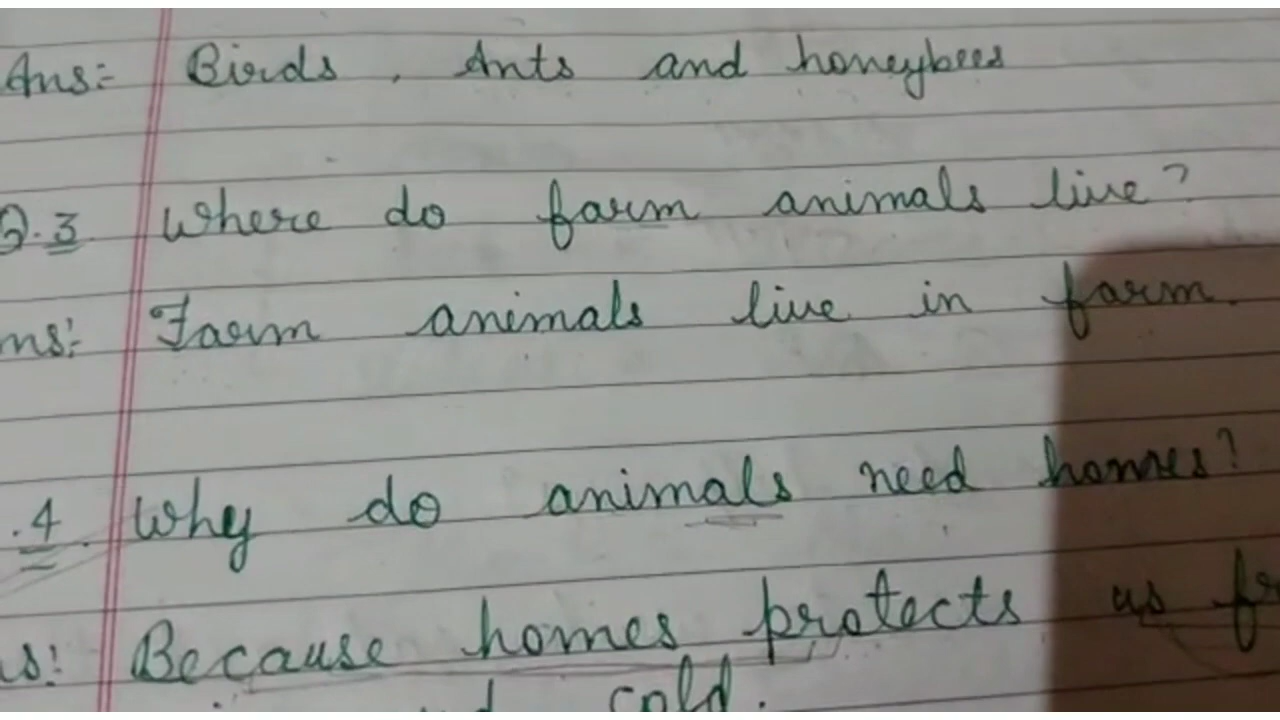 Ans:- Birds, Ants and honeybees
Q.3 Where do farm animals live?
ns:- Farm animals live in farm.
.4. Why do animals need homes?
s: Because homes protects us fr
cold.